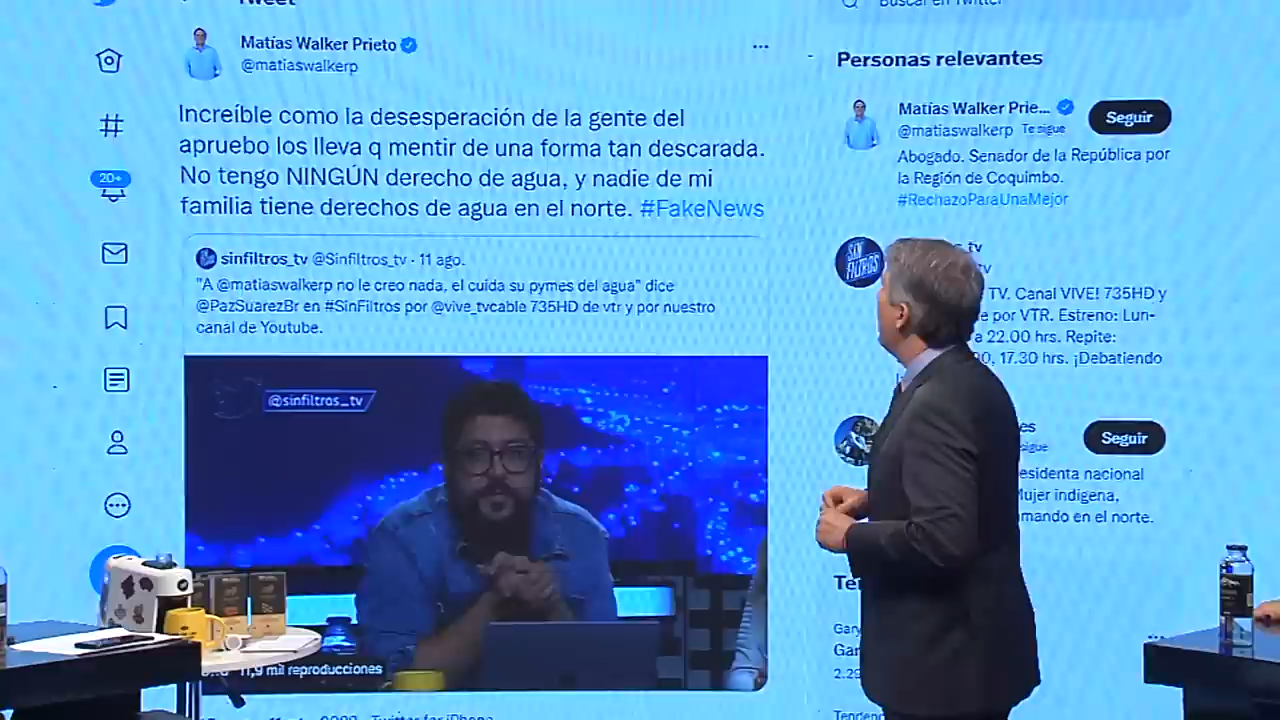 Tweet
Matías Walker Prieto
@matiaswalkerp
Increíble como la desesperación de la gente del
apruebo los lleva q mentir de una forma tan descarada.
No tengo NINGÚN derecho de agua, y nadie de mi
familia tiene derechos de agua en el norte. #FakeNews
20+
sinfiltros_tv @Sinfiltros_tv · 11 ago.
"A @matiaswalkerp no le creo nada, el cuida su pymes del agua" dice
@PazSuarezBr en #SinFiltros por @vive_tvcable 735HD de vtr y por nuestro
canal de Youtube.
@sinfiltros_tv
11,9 mil reproducciones
Twitter for iPhone
Buscar en Twitter
Personas relevantes
Matías Walker Prie...
@matiaswalkerp Te sigue
Seguir
Abogado. Senador de la República por
la Región de Coquimbo.
#RechazoParaUnaMejor
SIN
FILTROS
TV. Canal VIVE! 735HD y
por VTR. Estreno: Lun-
a 22.00 hrs. Repite:
17.30 hrs. ¡Debatiendo
Seguir
nacional
indígena,
en el norte.